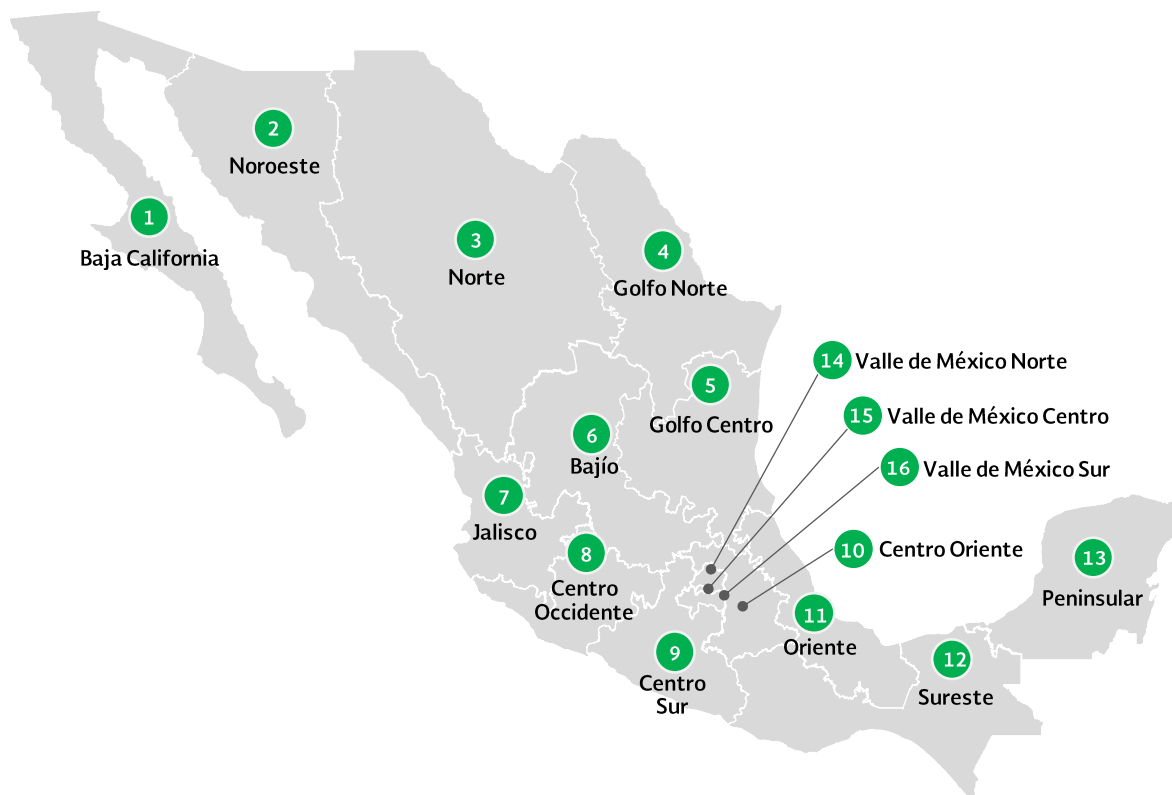 1
Baja California
2
Noroeste
3
Norte
4
Golfo Norte
5
Golfo Centro
6
Bajío
7
Jalisco
8
Centro
Occidente
9
Centro
Sur
10 Centro Oriente
11
Oriente
12
Sureste
13
Peninsular
14 Valle de México Norte
15 Valle de México Centro
16 Valle de México Sur